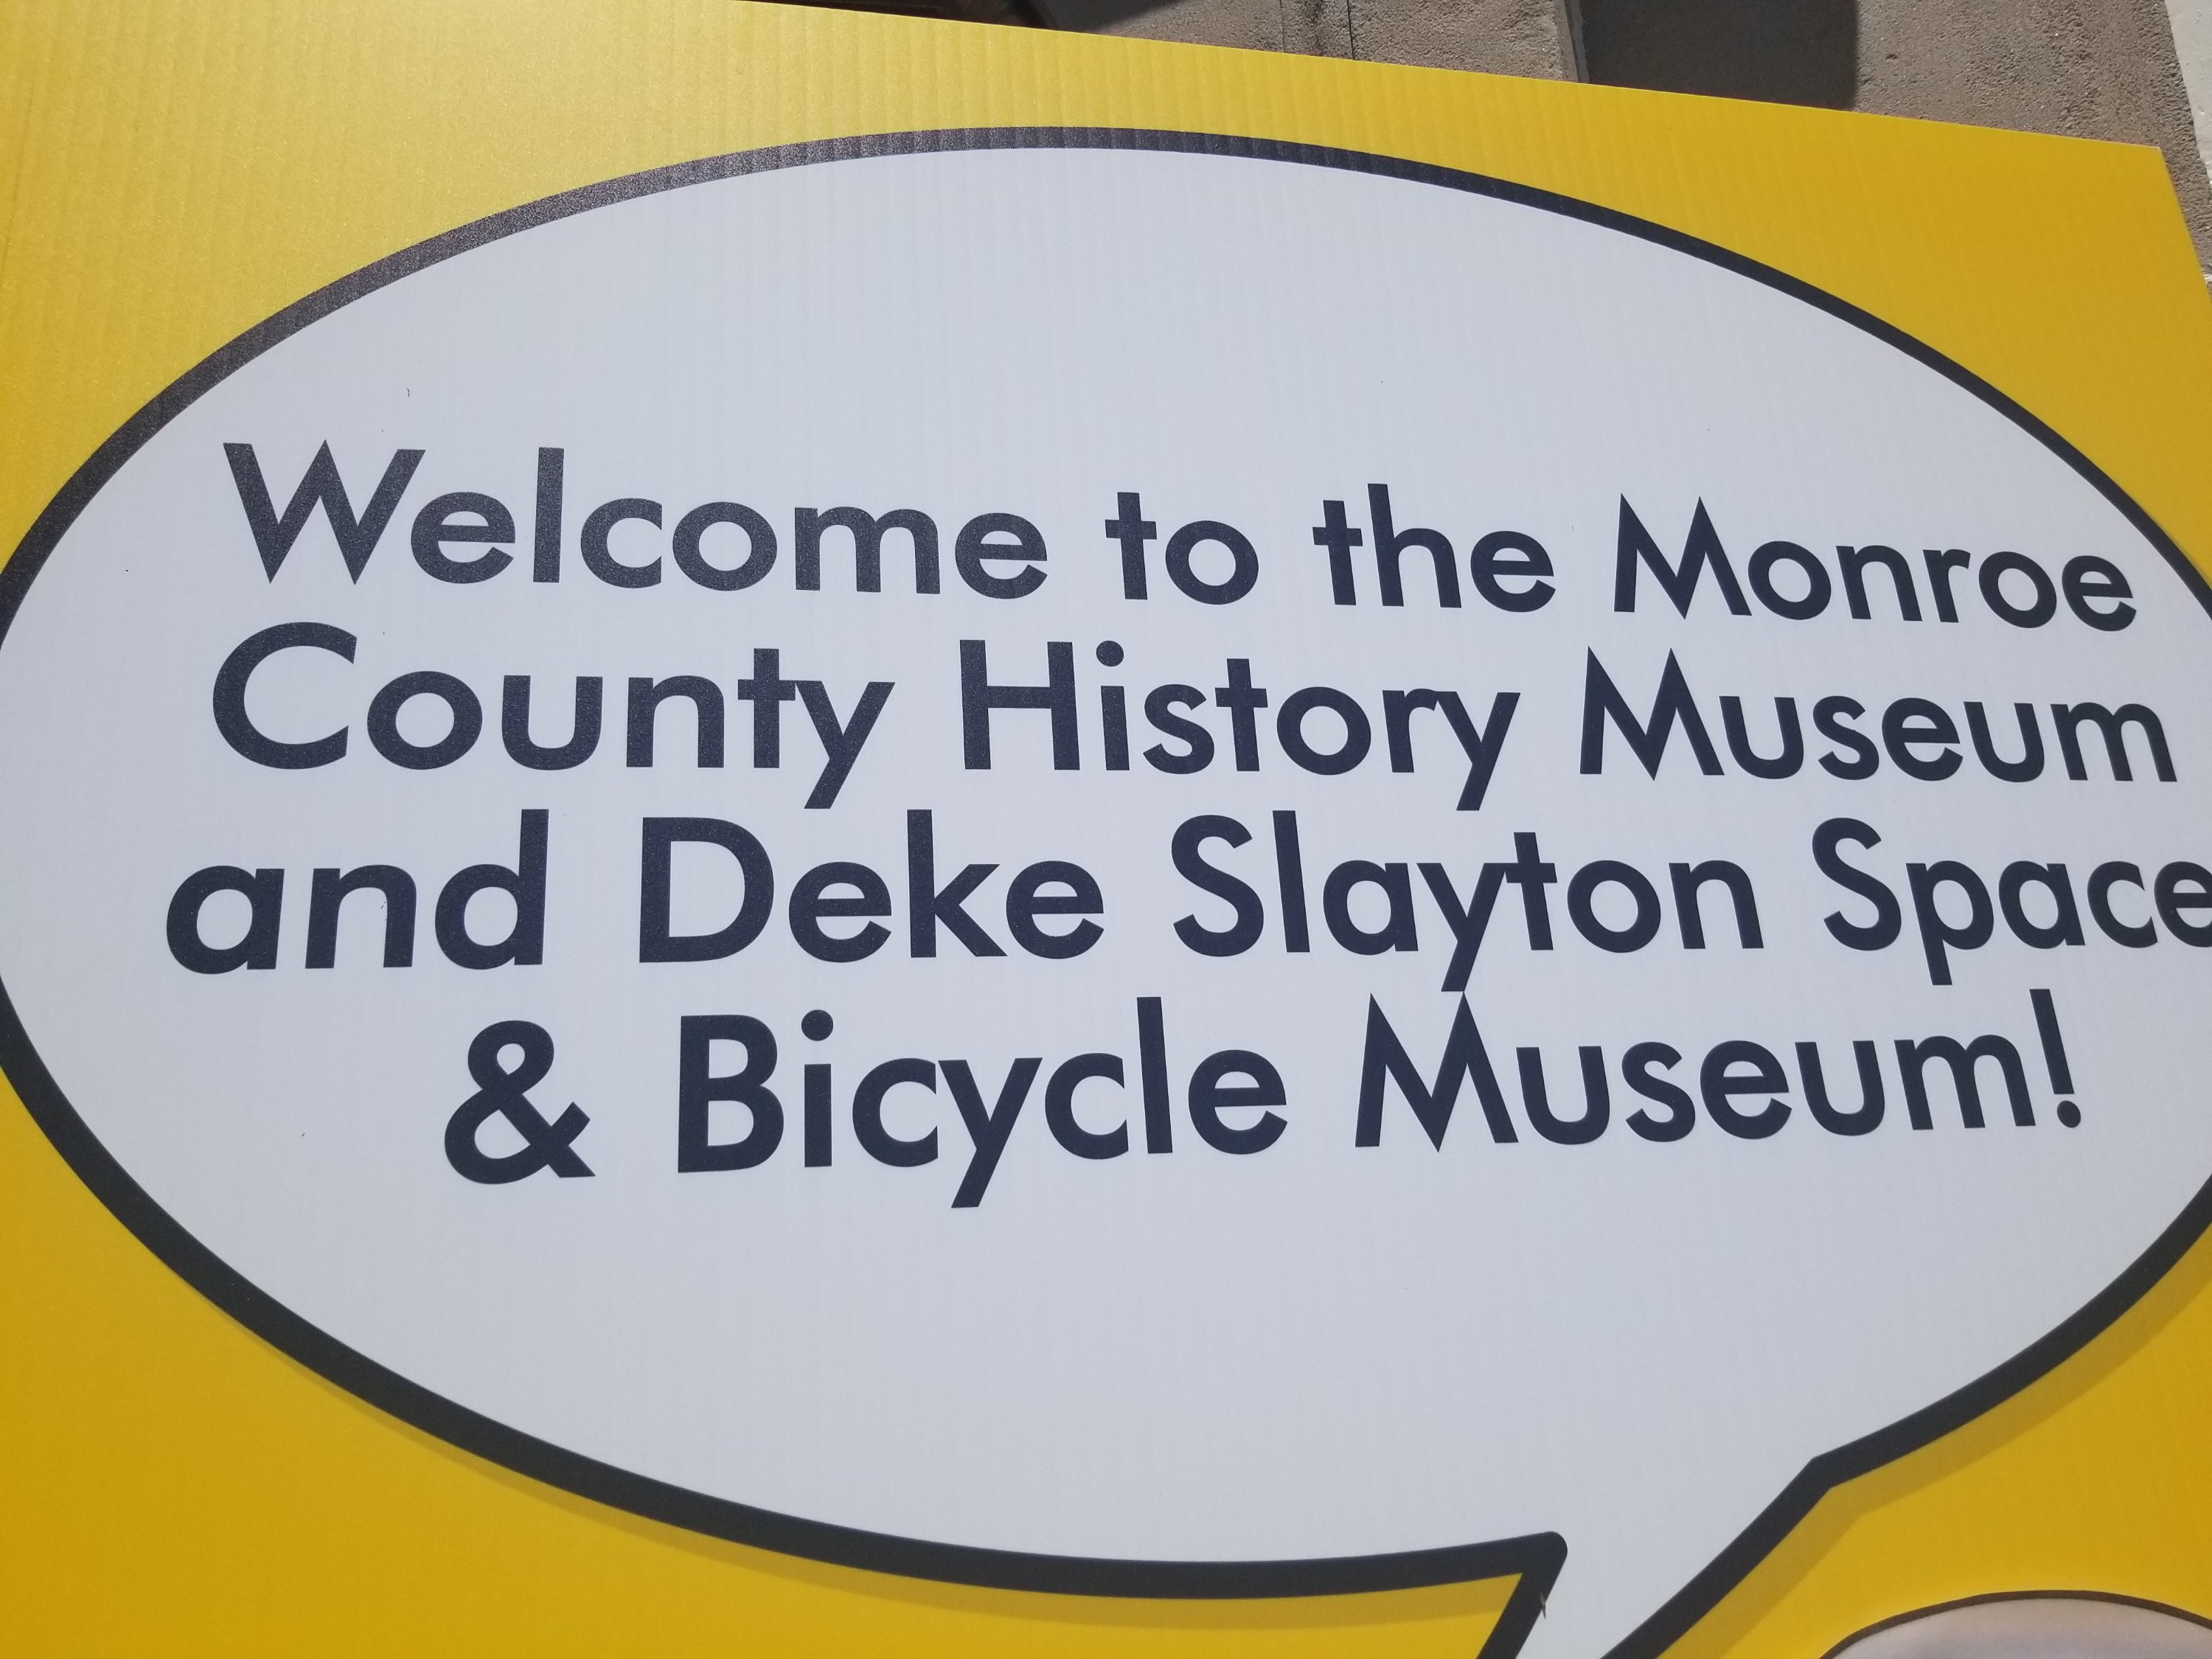 Welcome to the Monroe
County History Museum
and Deke Slayton Space
& Bicycle Museum!